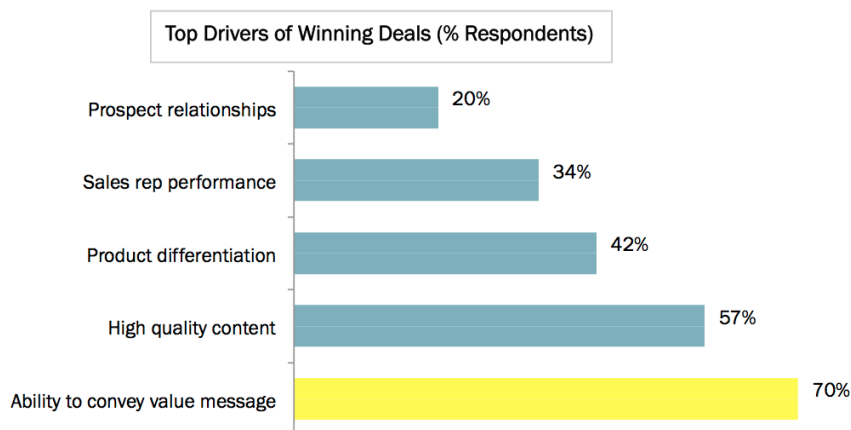 Top Drivers of Winning Deals (% Respondents)
Prospect relationships 20%
Sales rep performance 34%
Product differentiation 42%
High quality content 57%
Ability to convey value message 70%